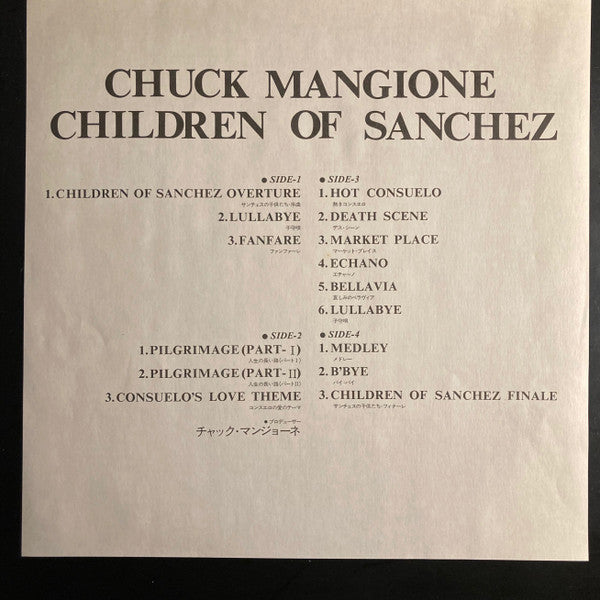 CHUCK MANGIONE
CHILDREN OF SANCHEZ
● SIDE-1
1.CHILDREN OF SANCHEZ OVERTURE
サンチェスの子供たち・序曲
2.LULLABYE
子守唄
3.FANFARE
ファンファーレ
● SIDE-2
1.PILGRIMAGE(PART-Ⅰ)
人生の長い路(パートⅠ)
2.PILGRIMAGE(PART-Ⅱ)
人生の長い路(パートⅡ)
3.CONSUELO'S LOVE THEME
コンスエロの愛のテーマ
● プロデューサー
チャック・マンジョーネ
● SIDE-3
1.HOT CONSUELO
熱きコンスエロ
2.DEATH SCENE
デス・シーン
3.MARKET PLACE
マーケット・プレイス
4.ECHANO
エチャーノ
5.BELLAVIA
哀しみのベラヴィア
6.LULLABYE
子守唄
● SIDE-4
1.MEDLEY
メドレー
2.B'BYE
バイ・バイ
3.CHILDREN OF SANCHEZ FINALE
サンチェスの子供たち・フィナーレ